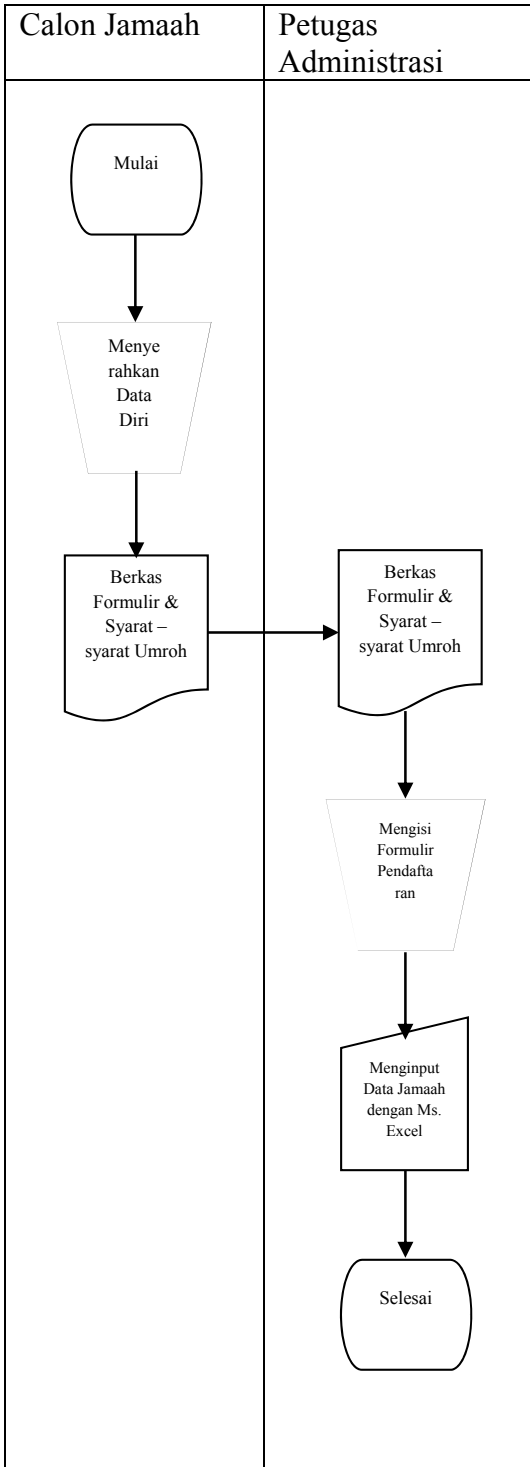 Calon Jamaah
Petugas
Administrasi
Mulai
Menye
rahkan
Data
Diri
Berkas
Formulir &
Syarat –
syarat Umroh
Berkas
Formulir &
Syarat –
syarat Umroh
Mengisi
Formulir
Pendafta
ran
Menginput
Data Jamaah
dengan Ms.
Excel
Selesai